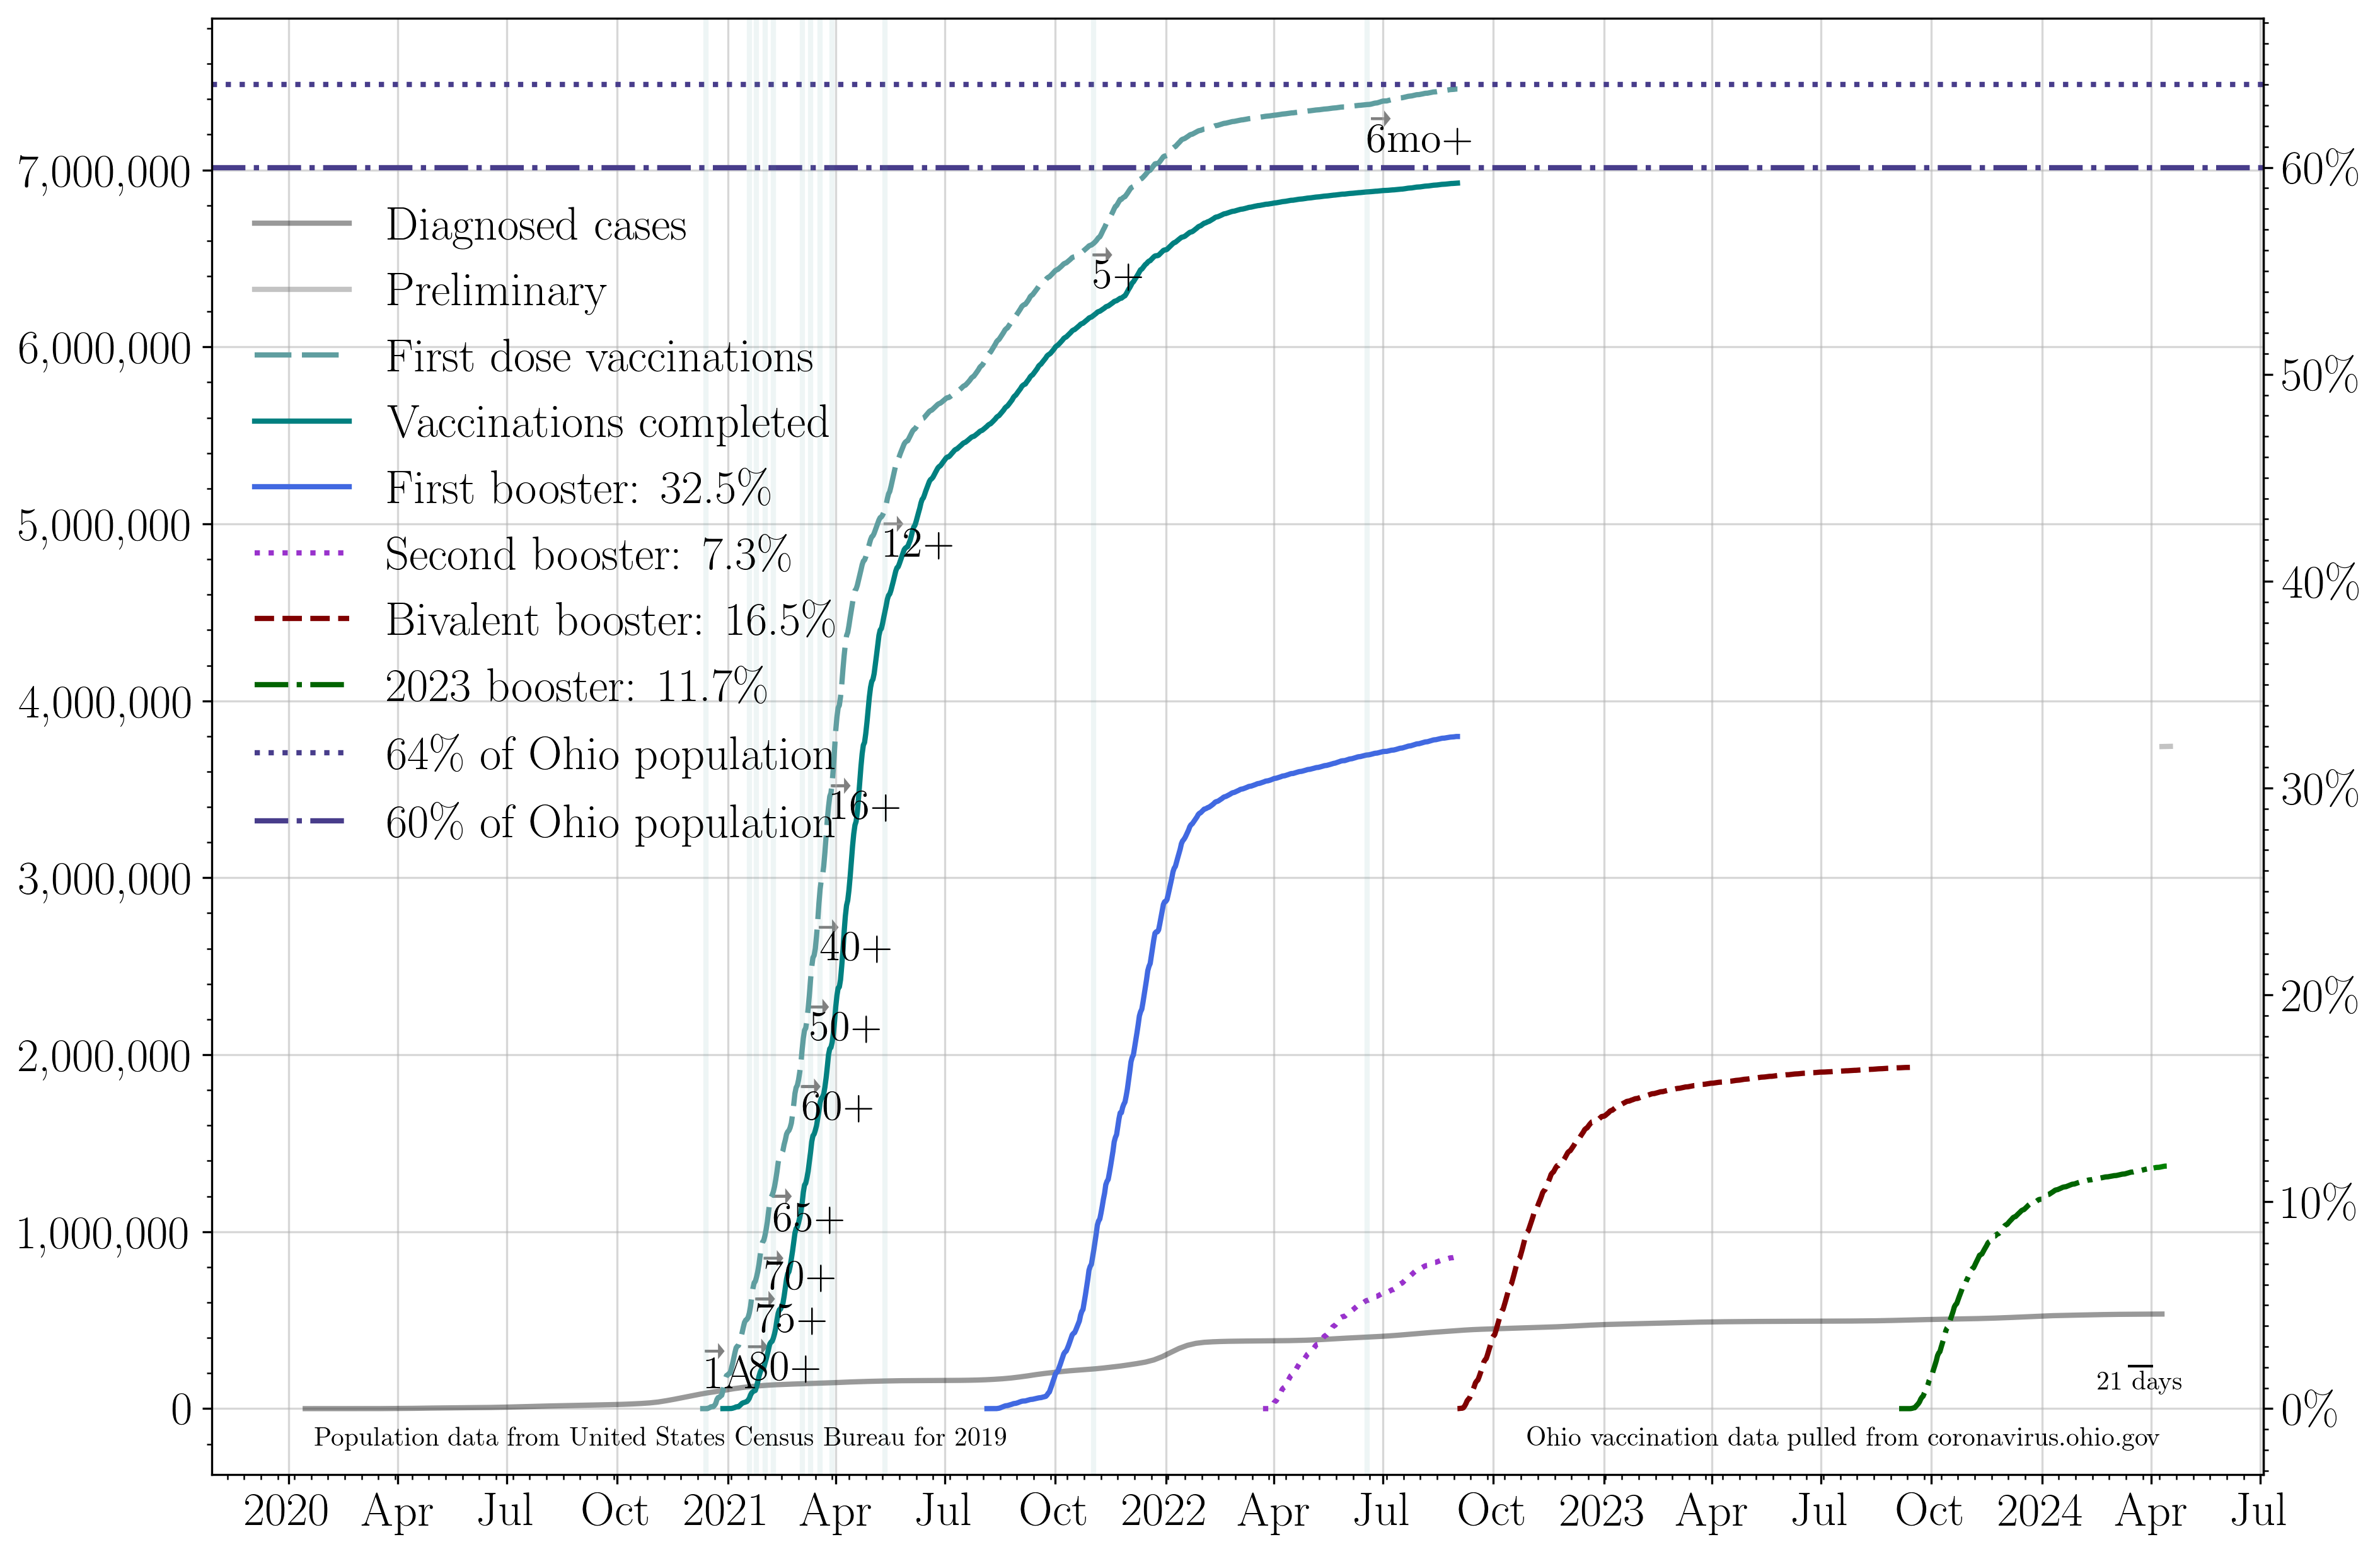 7,000,000
6,000,000
5,000,000
4,000,000
3,000,000
2,000,000
1,000,000
0
Diagnosed cases
Preliminary
First dose vaccinations
Vaccinations completed
First booster: 32.5%
Second booster: 7.3%
Bivalent booster: 16.5%
2023 booster: 11.7%
64% of Ohio population
60% of Ohio population
6mo+
5+
12+
16+
40+
50+
60+
65+
70+
75+
80+
1A
60%
50%
40%
30%
20%
10%
0%
21 days
Population data from United States Census Bureau for 2019
Ohio vaccination data pulled from coronavirus.ohio.gov
2020 Apr Jul Oct 2021 Apr Jul Oct 2022 Apr Jul Oct 2023 Apr Jul Oct 2024 Apr Jul